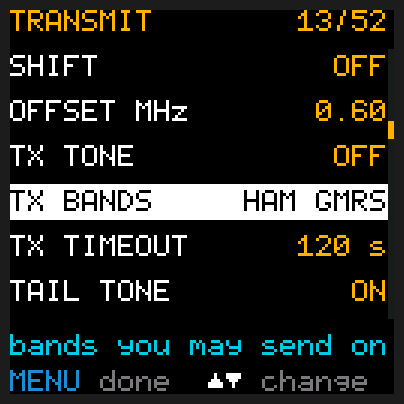 TRANSMIT 13/52
SHIFT OFF
OFFSET MHz 0.60
TX TONE OFF
TX BANDS HAM GMRS
TX TIMEOUT 120 s
TAIL TONE ON
bands you may send on
MENU done ▲▼ change